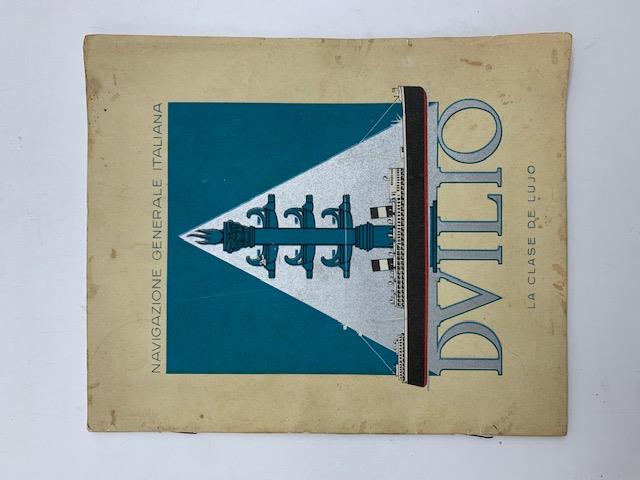 NAVIGAZIONE GENERALE ITALIANA
DVILIO
LA CLASE DE LUJO